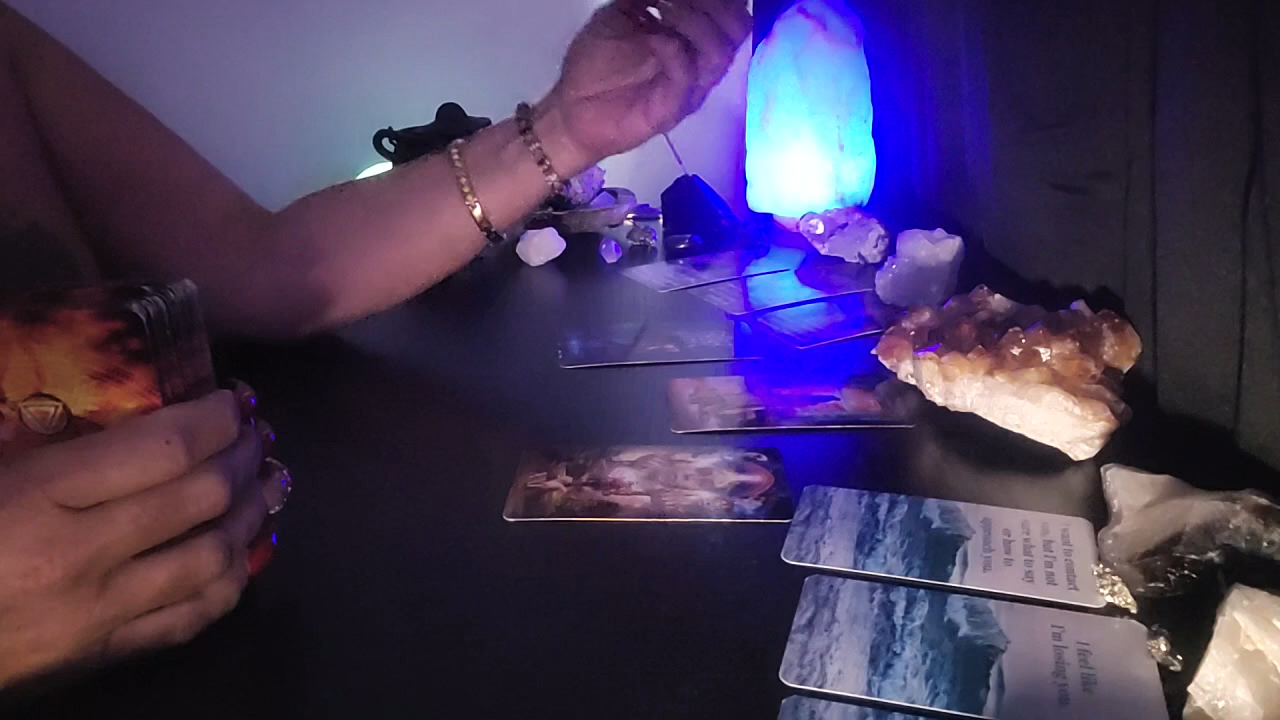 I want to contact
you, but I'm not
sure what to say
or how to
approach you.
I feel like
I'm losing you.